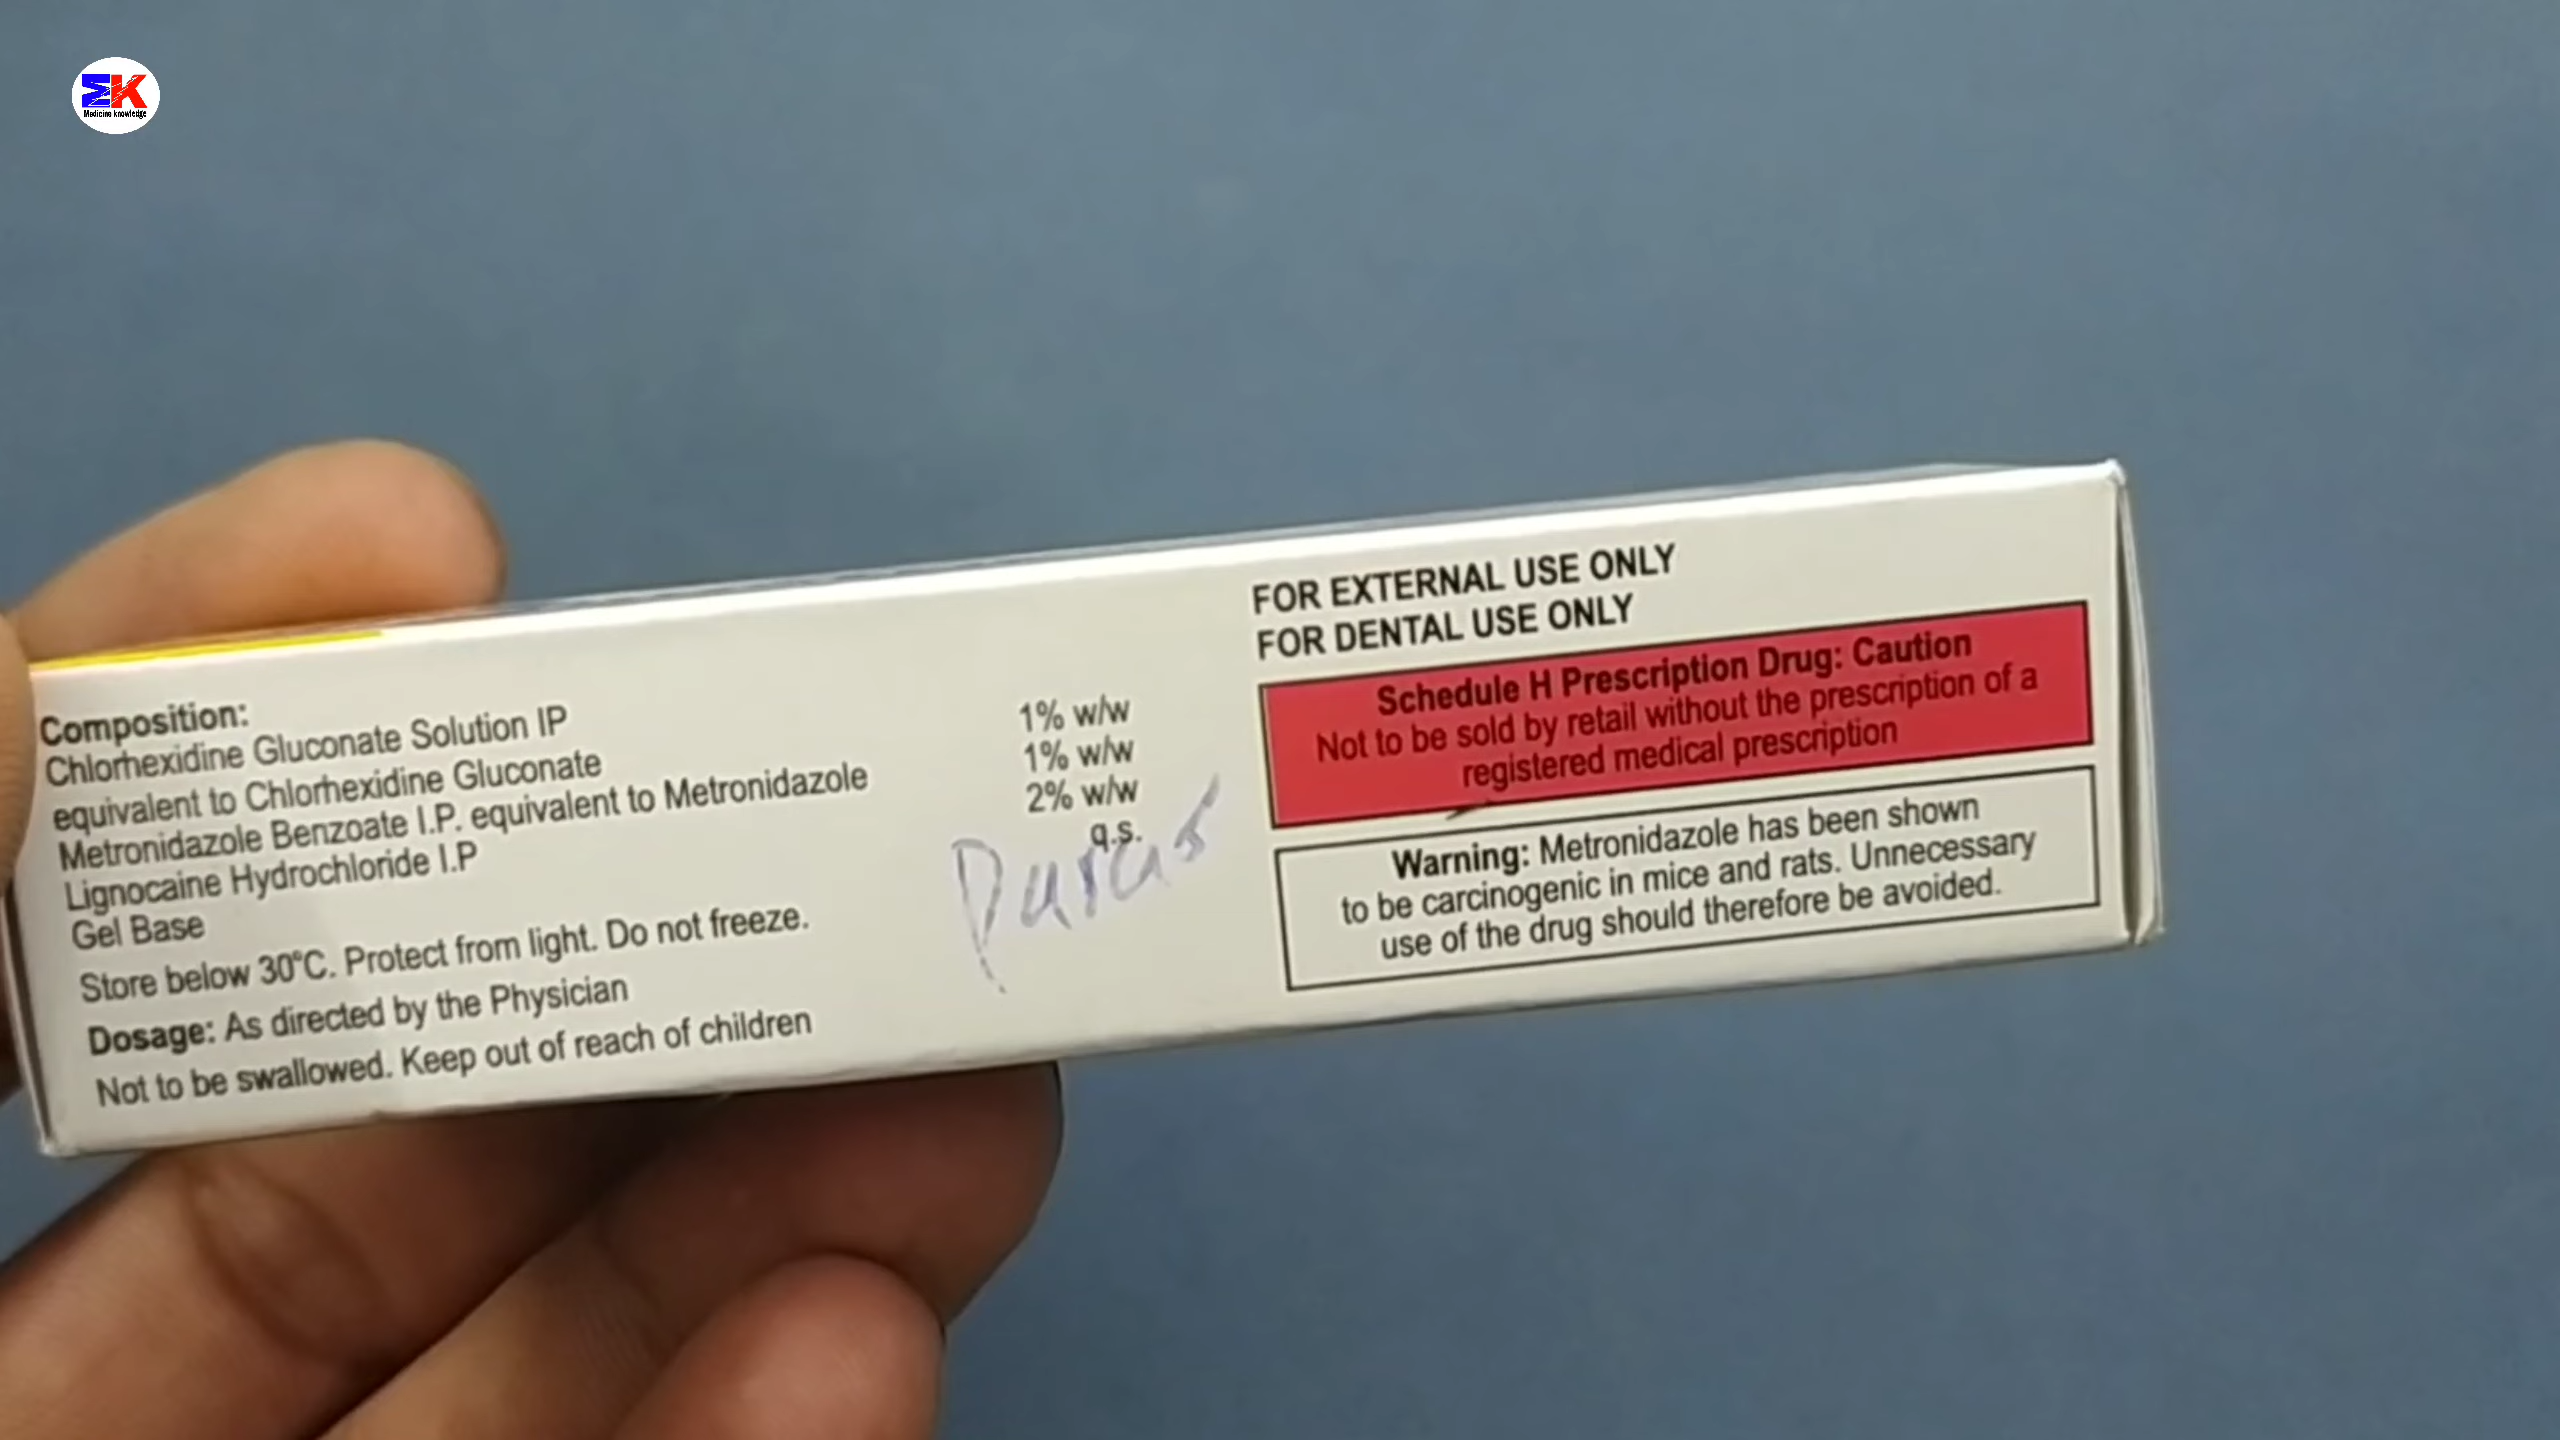 MK
Medicine knowledge
Composition:
Chlorhexidine Gluconate Solution IP
equivalent to Chlorhexidine Gluconate 1% w/w
Metronidazole Benzoate I.P. equivalent to Metronidazole 1% w/w
Lignocaine Hydrochloride I.P 2% w/w
Gel Base q.s.
Store below 30°C. Protect from light. Do not freeze.
Dosage: As directed by the Physician
Not to be swallowed. Keep out of reach of children
FOR EXTERNAL USE ONLY
FOR DENTAL USE ONLY
Schedule H Prescription Drug: Caution
Not to be sold by retail without the prescription of a
registered medical prescription
Warning: Metronidazole has been shown
to be carcinogenic in mice and rats. Unnecessary
use of the drug should therefore be avoided.